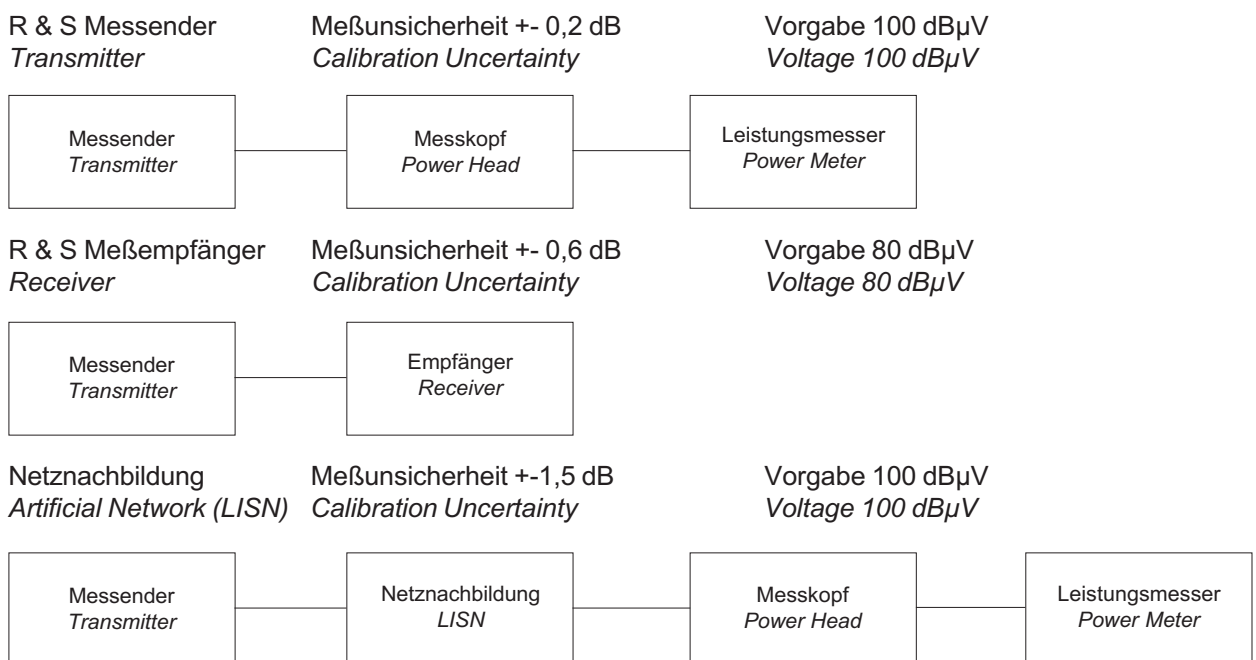 R & S Messender Meßunsicherheit +- 0,2 dB Vorgabe 100 dBµV
Transmitter Calibration Uncertainty Voltage 100 dBµV
Messender Messkopf Leistungsmesser
Transmitter Power Head Power Meter
R & S Meßempfänger Meßunsicherheit +- 0,6 dB Vorgabe 80 dBµV
Receiver Calibration Uncertainty Voltage 80 dBµV
Messender Empfänger
Transmitter Receiver
Netznachbildung Meßunsicherheit +-1,5 dB Vorgabe 100 dBµV
Artificial Network (LISN) Calibration Uncertainty Voltage 100 dBµV
Messender Netznachbildung Messkopf Leistungsmesser
Transmitter LISN Power Head Power Meter